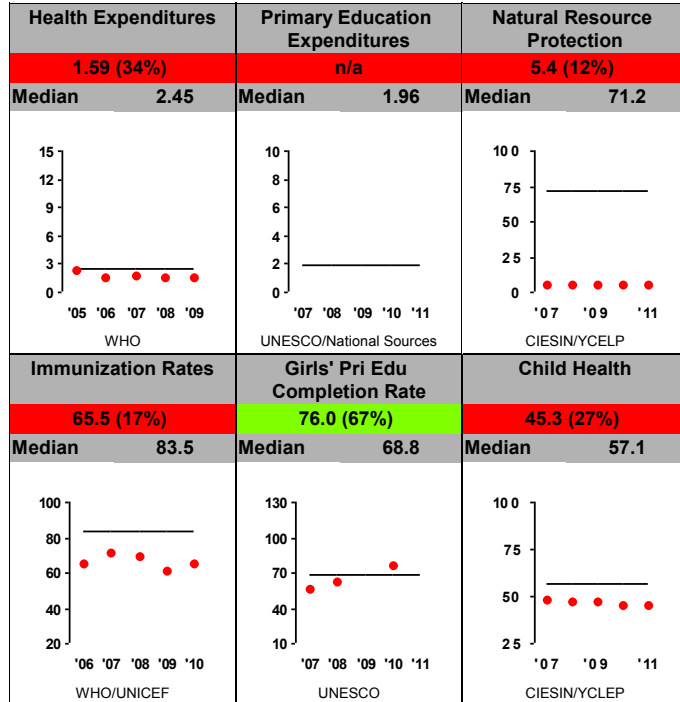 Health Expenditures
1.59 (34%)
Median 2.45
15
12
9
6
3
0
'05 '06 '07 '08 '09
WHO
Primary Education
Expenditures
n/a
Median 1.96
10
8
6
4
2
0
'07 '08 '09 '10 '11
UNESCO/National Sources
Natural Resource
Protection
5.4 (12%)
Median 71.2
10 0
75
50
2 5
0
' 0 7 ' 0 9 ' 11
CIESIN/YCELP
Immunization Rates
65.5 (17%)
Median 83.5
100
80
60
40
20
'06 '07 '08 '09 '10
WHO/UNICEF
Girls' Pri Edu
Completion Rate
76.0 (67%)
Median 68.8
130
100
70
40
10
'07 '08 '09 '10 '11
UNESCO
Child Health
45.3 (27%)
Median 57.1
10 0
75
50
2 5
' 0 7 ' 0 9 ' 11
CIESIN/YCLEP